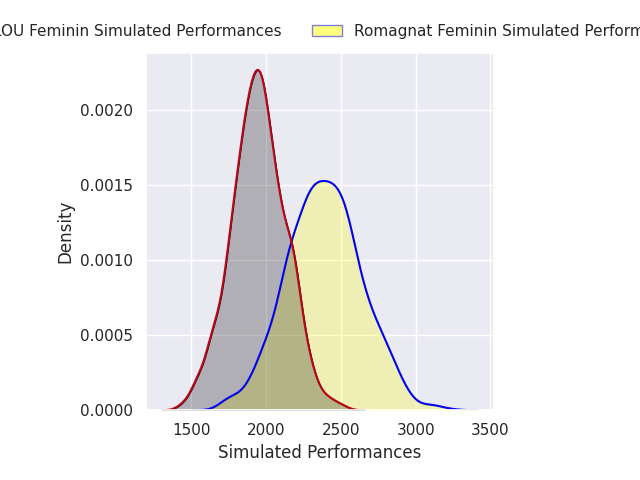 LOU Feminin Simulated Performances
Romagnat Feminin Simulated Perform
0.0020
0.0015
0.0010
0.0005
0.0000
Density
1500 2000 2500 3000 3500
Simulated Performances